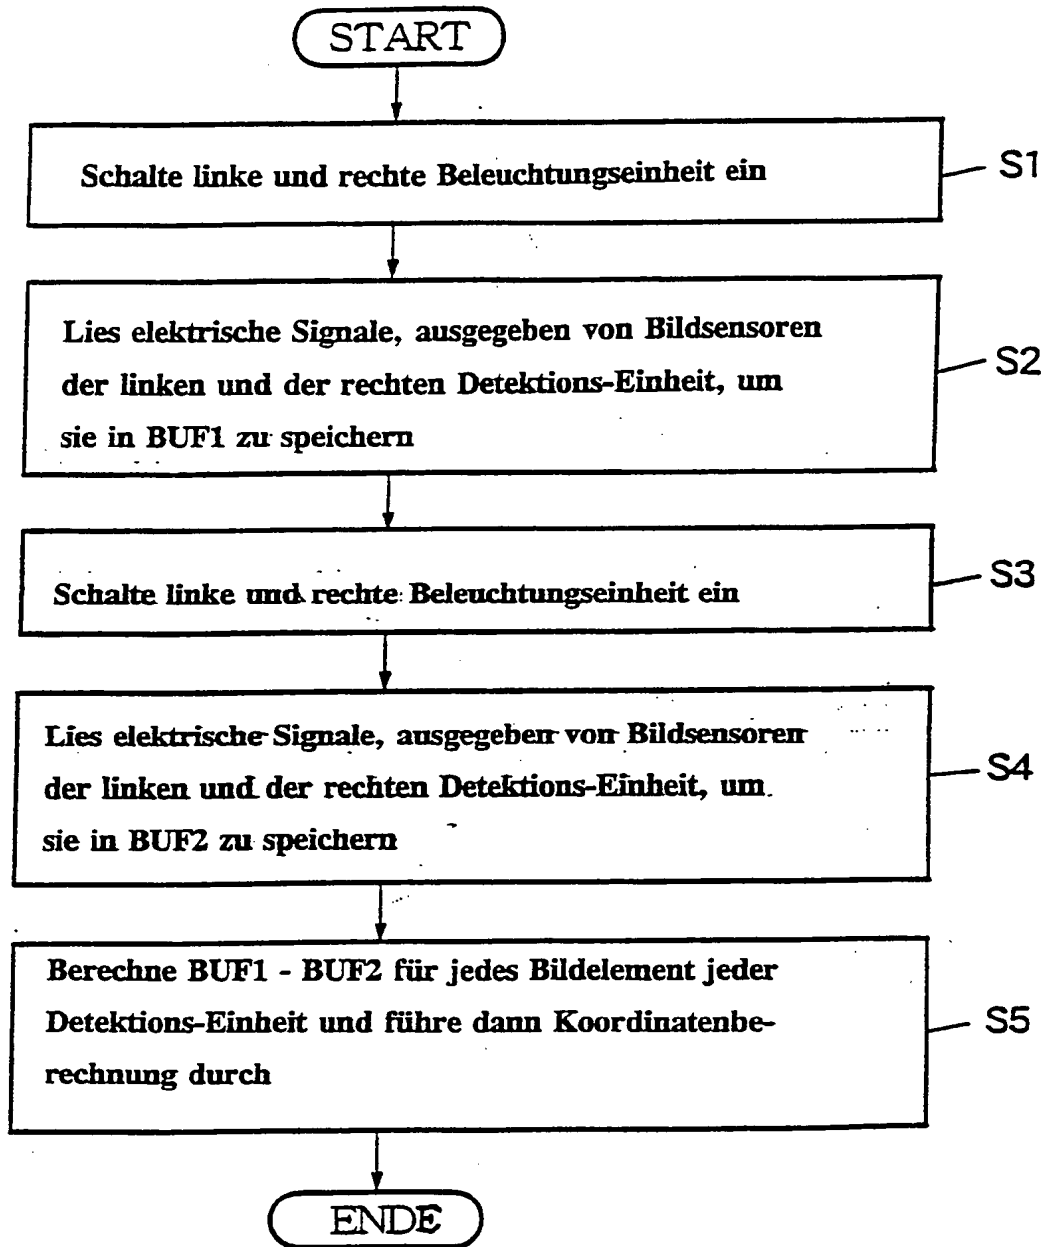 START
Schalte linke und rechte Beleuchtungseinheit ein
S1
Lies elektrische Signale, ausgegeben von Bildsensoren
der linken und der rechten Detektions-Einheit, um
sie in BUF1 zu speichern
S2
Schalte linke und rechte Beleuchtungseinheit ein
S3
Lies elektrische Signale, ausgegeben von Bildsensoren
der linken und der rechten Detektions-Einheit, um
sie in BUF2 zu speichern
S4
Berechne BUF1 - BUF2 für jedes Bildelement jeder
Detektions-Einheit und führe dann Koordinatenbe-
rechnung durch
S5
ENDE